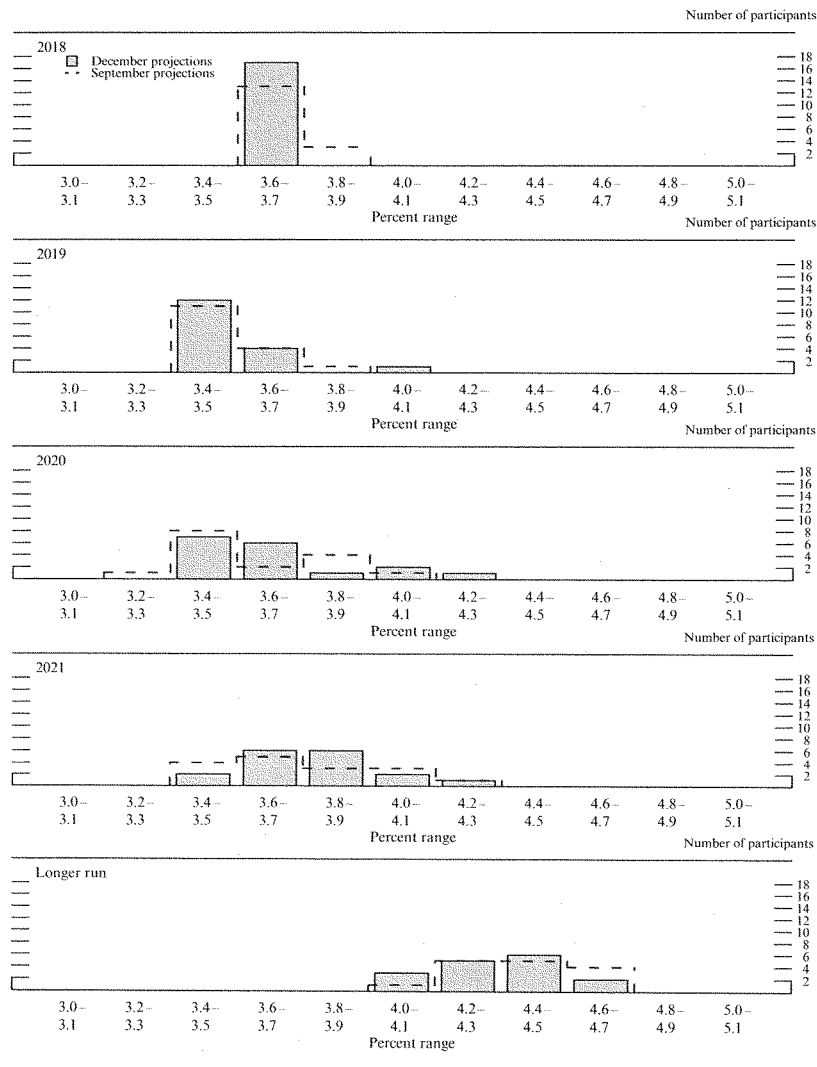 Number of participants
2018
December projections
September projections
18
16
14
12
10
8
6
4
2
3.0– 3.2– 3.4– 3.6– 3.8– 4.0– 4.2– 4.4– 4.6– 4.8– 5.0–
3.1 3.3 3.5 3.7 3.9 4.1 4.3 4.5 4.7 4.9 5.1
Percent range
Number of participants
2019
18
16
14
12
10
8
6
4
2
3.0– 3.2– 3.4– 3.6– 3.8– 4.0– 4.2– 4.4– 4.6– 4.8– 5.0–
3.1 3.3 3.5 3.7 3.9 4.1 4.3 4.5 4.7 4.9 5.1
Percent range
Number of participants
2020
18
16
14
12
10
8
6
4
2
3.0– 3.2– 3.4– 3.6– 3.8– 4.0– 4.2– 4.4– 4.6– 4.8– 5.0–
3.1 3.3 3.5 3.7 3.9 4.1 4.3 4.5 4.7 4.9 5.1
Percent range
Number of participants
2021
18
16
14
12
10
8
6
4
2
3.0– 3.2– 3.4– 3.6– 3.8– 4.0– 4.2– 4.4– 4.6– 4.8– 5.0–
3.1 3.3 3.5 3.7 3.9 4.1 4.3 4.5 4.7 4.9 5.1
Percent range
Number of participants
Longer run
18
16
14
12
10
8
6
4
2
3.0– 3.2– 3.4– 3.6– 3.8– 4.0– 4.2– 4.4– 4.6– 4.8– 5.0–
3.1 3.3 3.5 3.7 3.9 4.1 4.3 4.5 4.7 4.9 5.1
Percent range